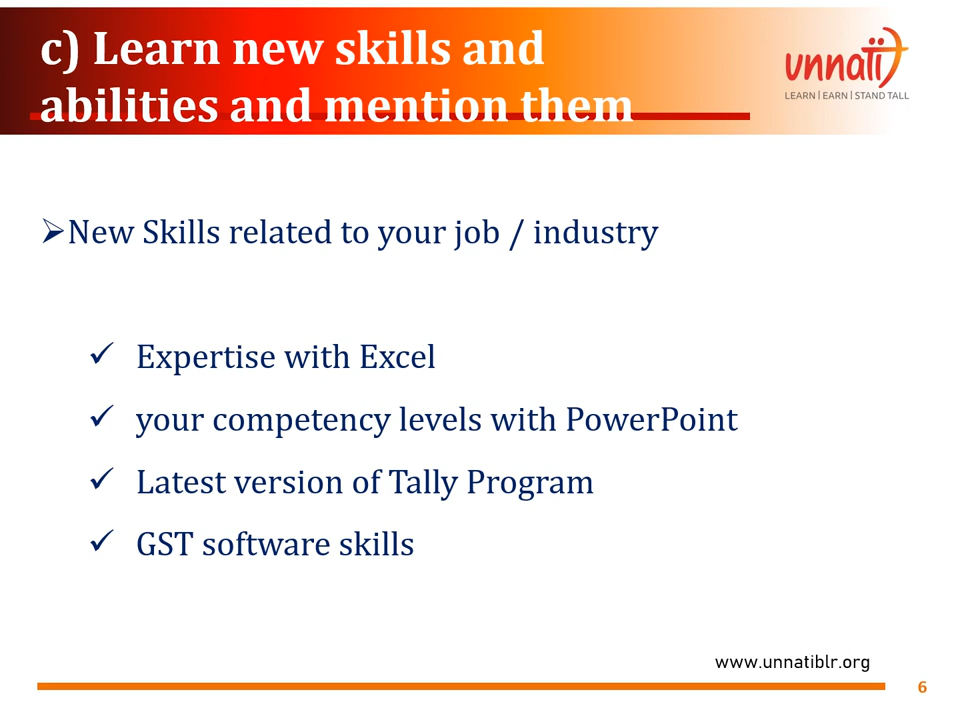 c) Learn new skills and
abilities and mention them
unnati
LEARN | EARN | STAND TALL
New Skills related to your job / industry
Expertise with Excel
your competency levels with PowerPoint
Latest version of Tally Program
GST software skills
www.unnatiblr.org
6